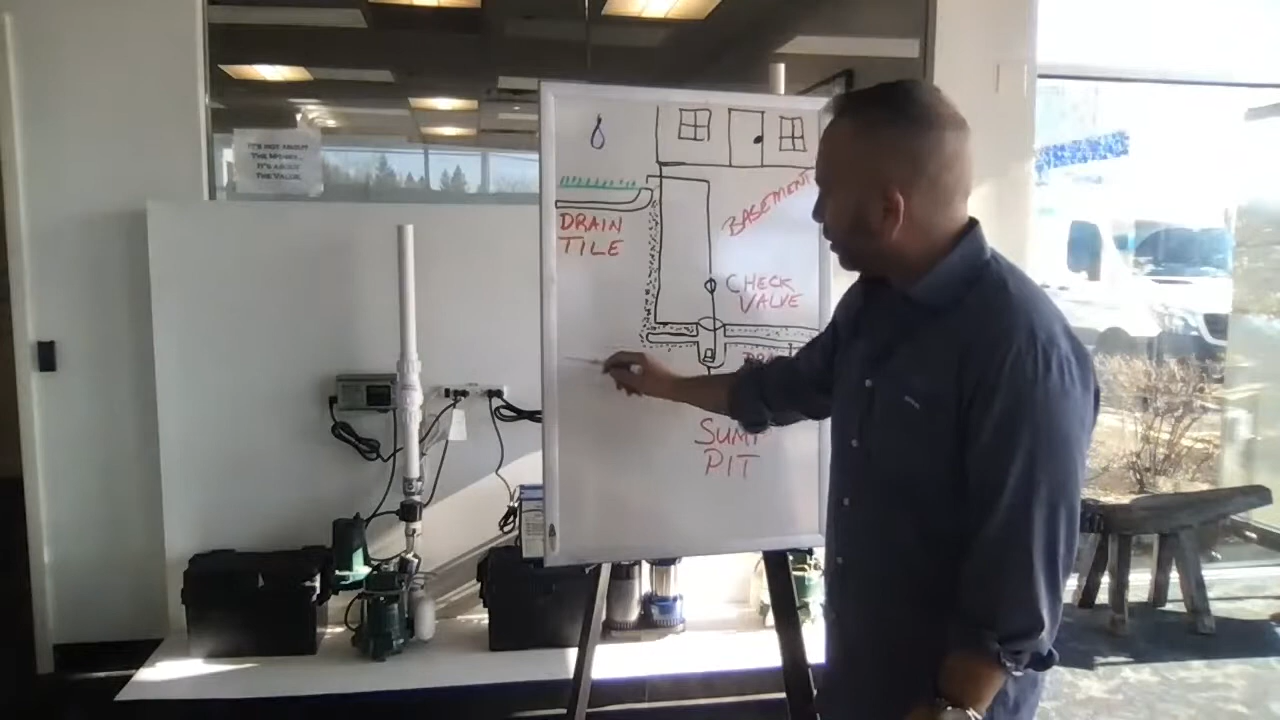 IT'S NOT ABOUT
THE MONEY...
IT'S ABOUT
THE VALUE.
BASEMENT
DRAIN
TILE
CHECK
VALVE
SUMP
PIT